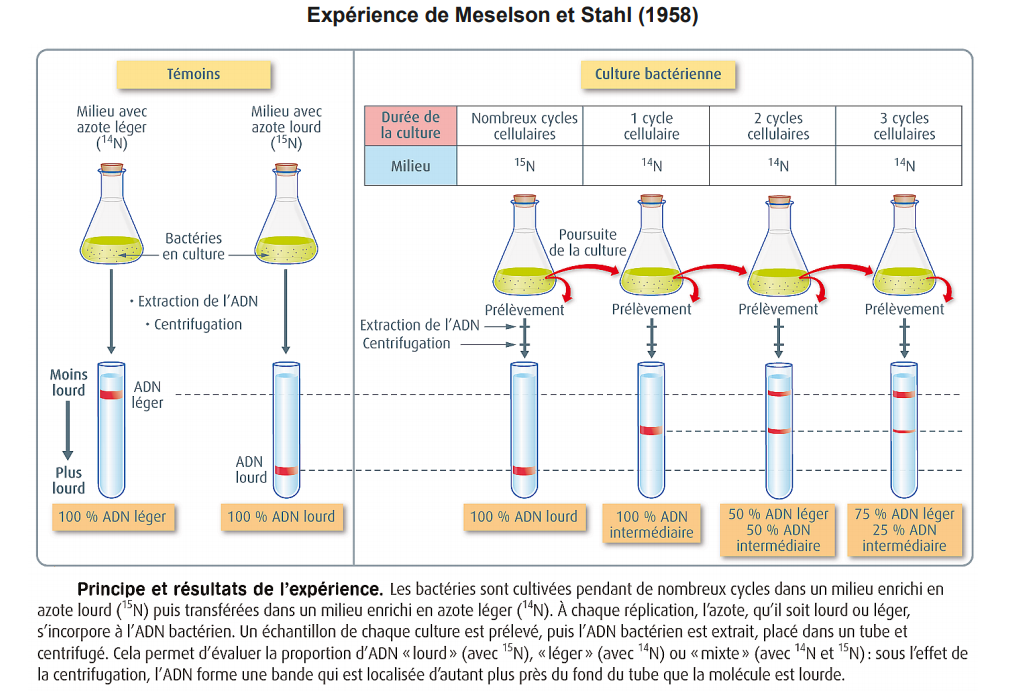 Expérience de Meselson et Stahl (1958)
Témoins
Milieu avec
azote léger
(¹⁴N)
Milieu avec
azote lourd
(¹⁵N)
Bactéries
en culture
• Extraction de l'ADN
• Centrifugation
Moins
lourd
Plus
lourd
ADN
léger
ADN
lourd
100 % ADN léger
100 % ADN lourd
Culture bactérienne
Durée de
la culture
Nombreux cycles
cellulaires
1 cycle
cellulaire
2 cycles
cellulaires
3 cycles
cellulaires
Milieu
¹⁵N
¹⁴N
¹⁴N
¹⁴N
Poursuite
de la culture
Prélèvement
Prélèvement
Prélèvement
Prélèvement
Extraction de l'ADN
Centrifugation
100 % ADN lourd
100 % ADN
intermédiaire
50 % ADN léger
50 % ADN
intermédiaire
75 % ADN léger
25 % ADN
intermédiaire
Principe et résultats de l'expérience. Les bactéries sont cultivées pendant de nombreux cycles dans un milieu enrichi en
azote lourd (¹⁵N) puis transférées dans un milieu enrichi en azote léger (¹⁴N). À chaque réplication, l'azote, qu'il soit lourd ou léger,
s'incorpore à l'ADN bactérien. Un échantillon de chaque culture est prélevé, puis l'ADN bactérien est extrait, placé dans un tube et
centrifugé. Cela permet d'évaluer la proportion d'ADN « lourd » (avec ¹⁵N), « léger » (avec ¹⁴N) ou « mixte » (avec ¹⁴N et ¹⁵N) : sous l'effet de
la centrifugation, l'ADN forme une bande qui est localisée d'autant plus près du fond du tube que la molécule est lourde.